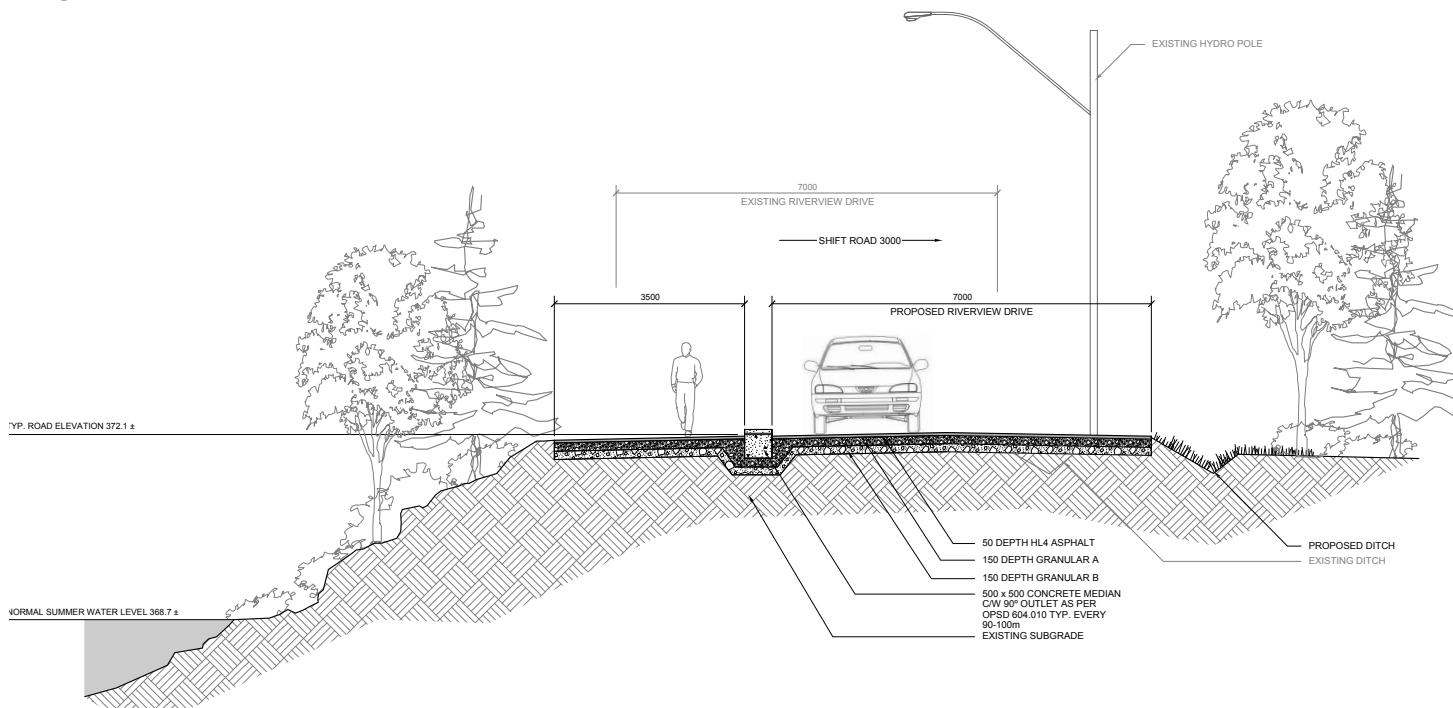 EXISTING HYDRO POLE
7000
EXISTING RIVERVIEW DRIVE
SHIFT ROAD 3000
3500
7000
PROPOSED RIVERVIEW DRIVE
TYP. ROAD ELEVATION 372.1 ±
50 DEPTH HL4 ASPHALT
150 DEPTH GRANULAR A
150 DEPTH GRANULAR B
500 x 500 CONCRETE MEDIAN
C/W 90º OUTLET AS PER
OPSD 604.010 TYP. EVERY
90-100m
EXISTING SUBGRADE
PROPOSED DITCH
EXISTING DITCH
NORMAL SUMMER WATER LEVEL 368.7 ±